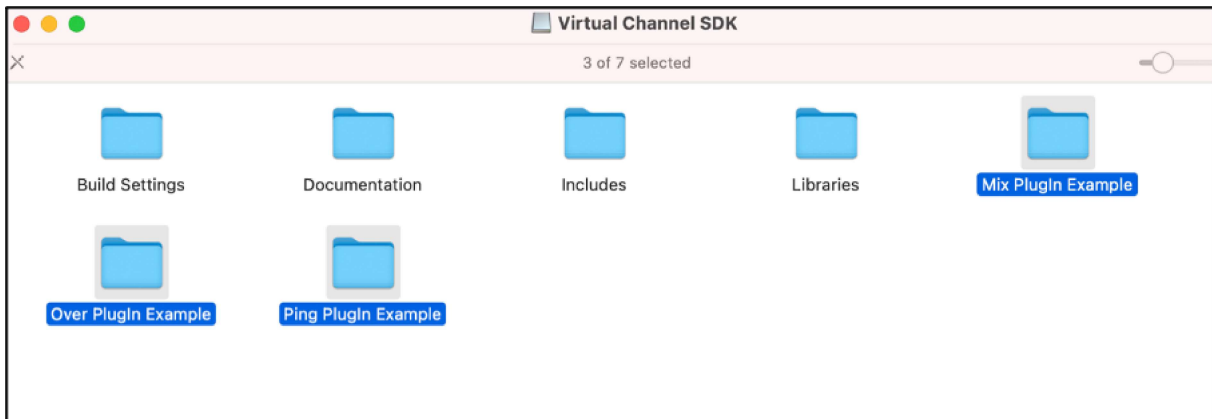 Virtual Channel SDK
3 of 7 selected
Build Settings
Documentation
Includes
Libraries
Mix PlugIn Example
Over PlugIn Example
Ping PlugIn Example